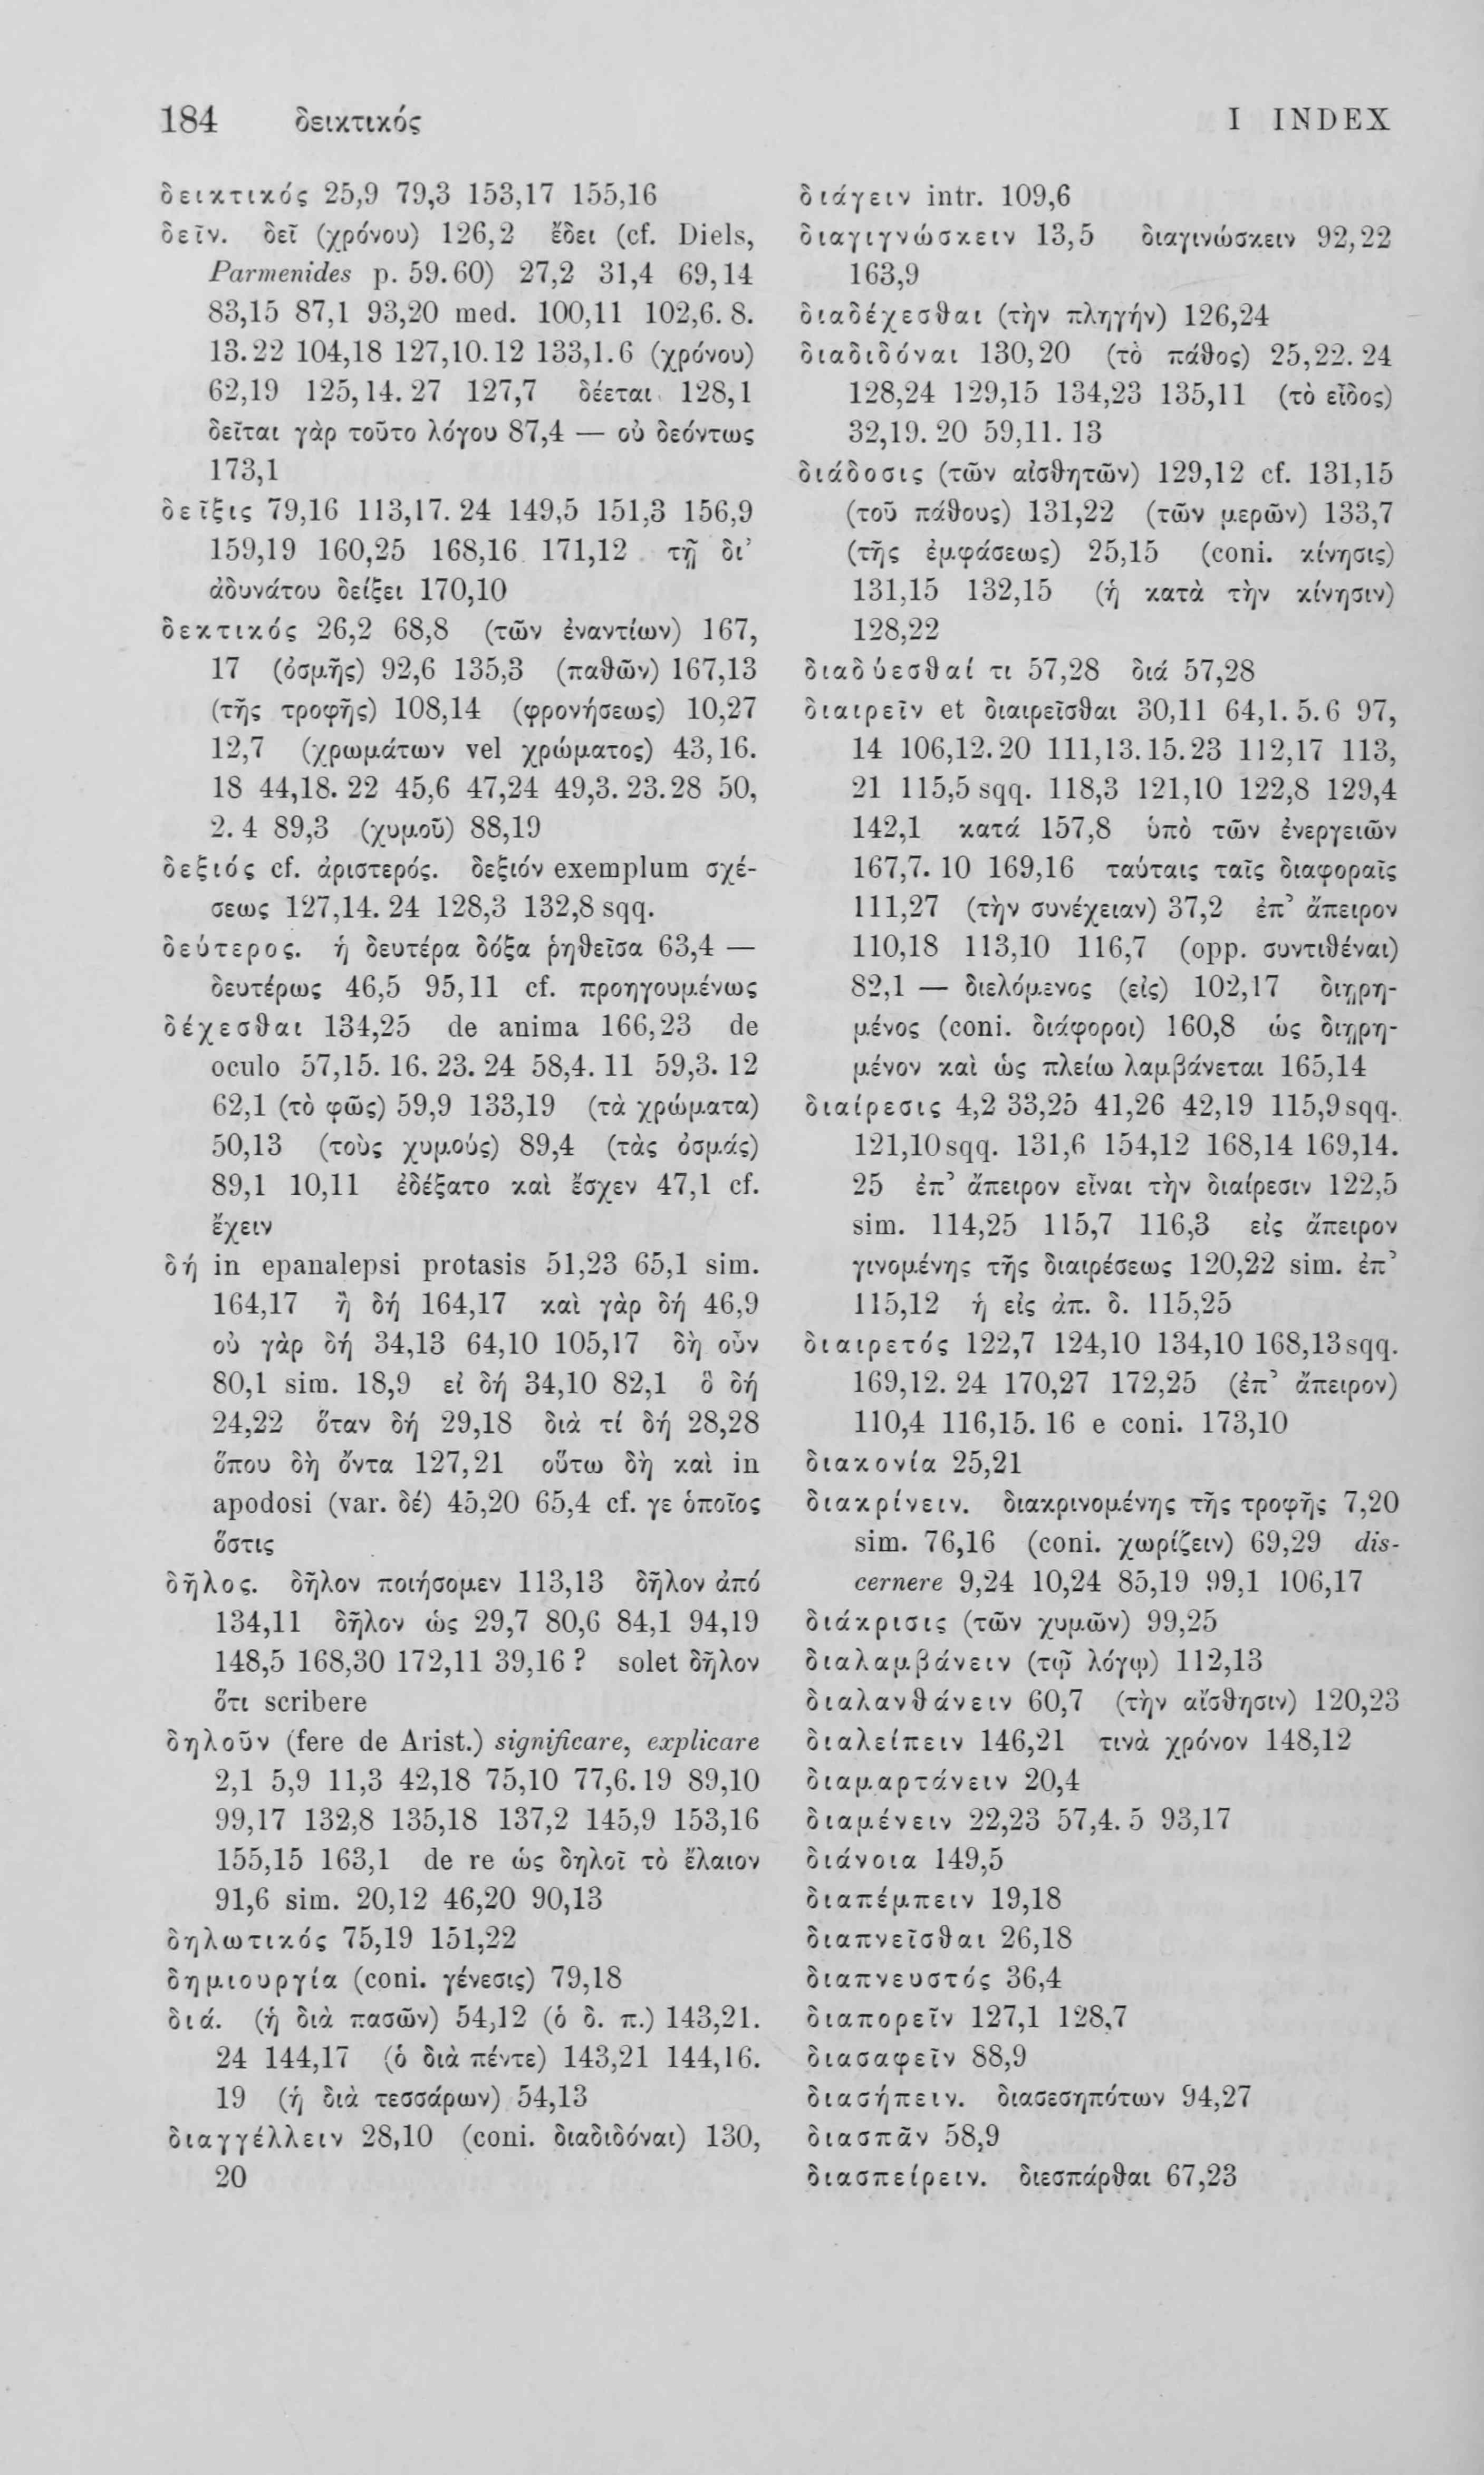 184 δεικτικός I INDEX
δεικτικός 25,9 79,3 153,17 155,16
δεῖν. δεῖ (χρόνου) 126,2 ἔδει (cf. Diels,
Parmenides p. 59.60) 27,2 31,4 69,14
83,15 87,1 93,20 med. 100,11 102,6. 8.
13.22 104,18 127,10.12 133,1.6 (χρόνου)
62,19 125,14. 27 127,7 δέεται 128,1
δεῖται γὰρ τοῦτο λόγου 87,4 — οὐ δεόντως
173,1
δεῖξις 79,16 113,17. 24 149,5 151,3 156,9
159,19 160,25 168,16 171,12 τῇ δι’
ἀδυνάτου δείξει 170,10
δεκτικός 26,2 68,8 (τῶν ἐναντίων) 167,
17 (ὀσμῆς) 92,6 135,3 (παθῶν) 167,13
(τῆς τροφῆς) 108,14 (φρονήσεως) 10,27
12,7 (χρωμάτων vel χρώματος) 43,16.
18 44,18. 22 45,6 47,24 49,3. 23.28 50,
2. 4 89,3 (χυμοῦ) 88,19
δεξιός cf. ἀριστερός. δεξιόν exemplum σχέ-
σεως 127,14. 24 128,3 132,8 sqq.
δεύτερος. ἡ δευτέρα δόξα ῥηθεῖσα 63,4 —
δευτέρως 46,5 95,11 cf. προηγουμένως
δέχεσθαι 134,25 de anima 166,23 de
oculo 57,15. 16. 23. 24 58,4. 11 59,3. 12
62,1 (τὸ φῶς) 59,9 133,19 (τὰ χρώματα)
50,13 (τοὺς χυμούς) 89,4 (τὰς ὀσμάς)
89,1 10,11 ἐδέξατο καὶ ἔσχεν 47,1 cf.
ἔχειν
δή in epanalepsi protasis 51,23 65,1 sim.
164,17 ἢ δή 164,17 καὶ γὰρ δή 46,9
οὐ γὰρ δή 34,13 64,10 105,17 δὴ οὖν
80,1 sim. 18,9 εἰ δή 34,10 82,1 ὃ δή
24,22 ὅταν δή 29,18 διὰ τί δή 28,28
ὅπου δὴ ὄντα 127,21 οὕτω δὴ καὶ in
apodosi (var. δέ) 45,20 65,4 cf. γε ὁποῖος
ὅστις
δῆλος. δῆλον ποιήσομεν 113,13 δῆλον ἀπό
134,11 δῆλον ὡς 29,7 80,6 84,1 94,19
148,5 168,30 172,11 39,16 ? solet δῆλον
ὅτι scribere
δηλοῦν (fere de Arist.) significare, explicare
2,1 5,9 11,3 42,18 75,10 77,6. 19 89,10
99,17 132,8 135,18 137,2 145,9 153,16
155,15 163,1 de re ὡς δηλοῖ τὸ ἔλαιον
91,6 sim. 20,12 46,20 90,13
δηλωτικός 75,19 151,22
δημιουργία (coni. γένεσις) 79,18
διά. (ἡ διὰ πασῶν) 54,12 (ὁ δ. π.) 143,21.
24 144,17 (ὁ διὰ πέντε) 143,21 144,16.
19 (ἡ διὰ τεσσάρων) 54,13
διαγγέλλειν 28,10 (coni. διαδιδόναι) 130,
20
διάγειν intr. 109,6
διαγιγνώσκειν 13,5 διαγινώσκειν 92,22
163,9
διαδέχεσθαι (τὴν πληγήν) 126,24
διαδιδόναι 130,20 (τὸ πάθος) 25,22. 24
128,24 129,15 134,23 135,11 (τὸ εἶδος)
32,19. 20 59,11. 13
διάδοσις (τῶν αἰσθητῶν) 129,12 cf. 131,15
(τοῦ πάθους) 131,22 (τῶν μερῶν) 133,7
(τῆς ἐμφάσεως) 25,15 (coni. κίνησις)
131,15 132,15 (ἡ κατὰ τὴν κίνησιν)
128,22
διαδύεσθαί τι 57,28 διά 57,28
διαιρεῖν et διαιρεῖσθαι 30,11 64,1. 5. 6 97,
14 106,12. 20 111,13. 15. 23 112,17 113,
21 115,5 sqq. 118,3 121,10 122,8 129,4
142,1 κατά 157,8 ὑπὸ τῶν ἐνεργειῶν
167,7. 10 169,16 ταύταις ταῖς διαφοραῖς
111,27 (τὴν συνέχειαν) 37,2 ἐπ’ ἄπειρον
110,18 113,10 116,7 (opp. συντιθέναι)
82,1 — διελόμενος (εἰς) 102,17 διῃρη-
μένος (coni. διάφοροι) 160,8 ὡς διῃρη-
μένον καὶ ὡς πλείω λαμβάνεται 165,14
διαίρεσις 4,2 33,25 41,26 42,19 115,9 sqq.
121,10 sqq. 131,6 154,12 168,14 169,14.
25 ἐπ’ ἄπειρον εἶναι τὴν διαίρεσιν 122,5
sim. 114,25 115,7 116,3 εἰς ἄπειρον
γινομένης τῆς διαιρέσεως 120,22 sim. ἐπ’
115,12 ἡ εἰς ἀπ. δ. 115,25
διαιρετός 122,7 124,10 134,10 168,13 sqq.
169,12. 24 170,27 172,25 (ἐπ’ ἄπειρον)
110,4 116,15. 16 e coni. 173,10
διακονία 25,21
διακρίνειν. διακρινομένης τῆς τροφῆς 7,20
sim. 76,16 (coni. χωρίζειν) 69,29 dis-
cernere 9,24 10,24 85,19 99,1 106,17
διάκρισις (τῶν χυμῶν) 99,25
διαλαμβάνειν (τῷ λόγῳ) 112,13
διαλανθάνειν 60,7 (τὴν αἴσθησιν) 120,23
διαλείπειν 146,21 τινὰ χρόνον 148,12
διαμαρτάνειν 20,4
διαμένειν 22,23 57,4. 5 93,17
διάνοια 149,5
διαπέμπειν 19,18
διαπνεῖσθαι 26,18
διαπνευστός 36,4
διαπορεῖν 127,1 128,7
διασαφεῖν 88,9
διασήπειν. διασεσηπότων 94,27
διασπᾶν 58,9
διασπείρειν. διεσπάρθαι 67,23